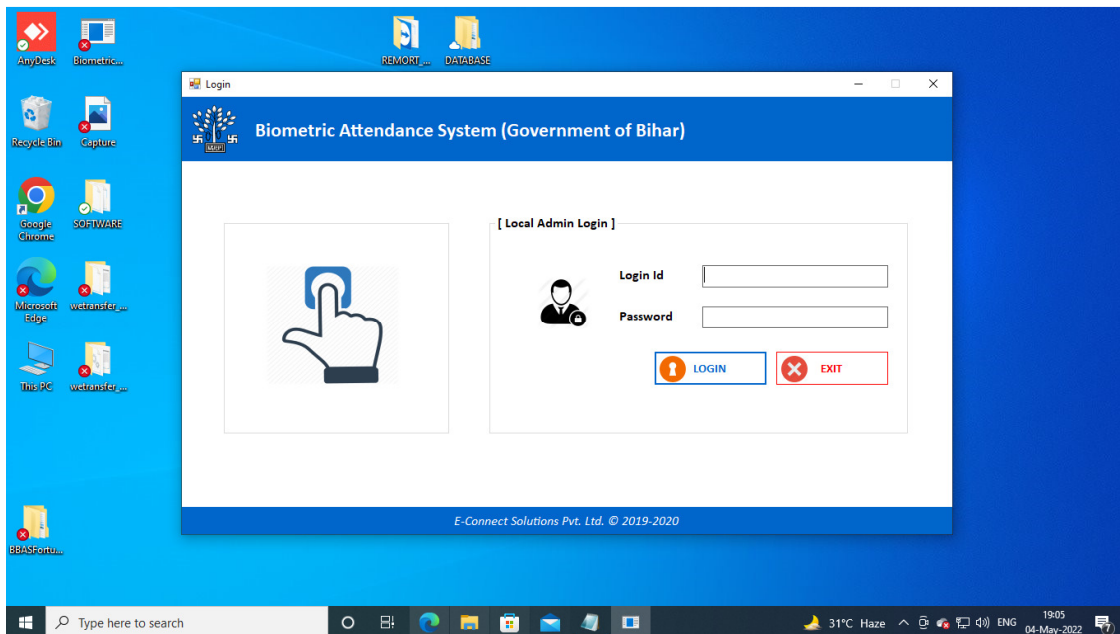 AnyDesk
Biometric...
REMORT_...
DATABASE
Login
Biometric Attendance System (Government of Bihar)
Recycle Bin
Capture
Google Chrome
SOFTWARE
Microsoft Edge
wetransfer_...
This PC
wetransfer_...
BBASFortu...
[ Local Admin Login ]
Login Id
Password
LOGIN
EXIT
E-Connect Solutions Pvt. Ltd. © 2019-2020
Type here to search
31°C Haze
ENG
19:05
04-May-2022
7